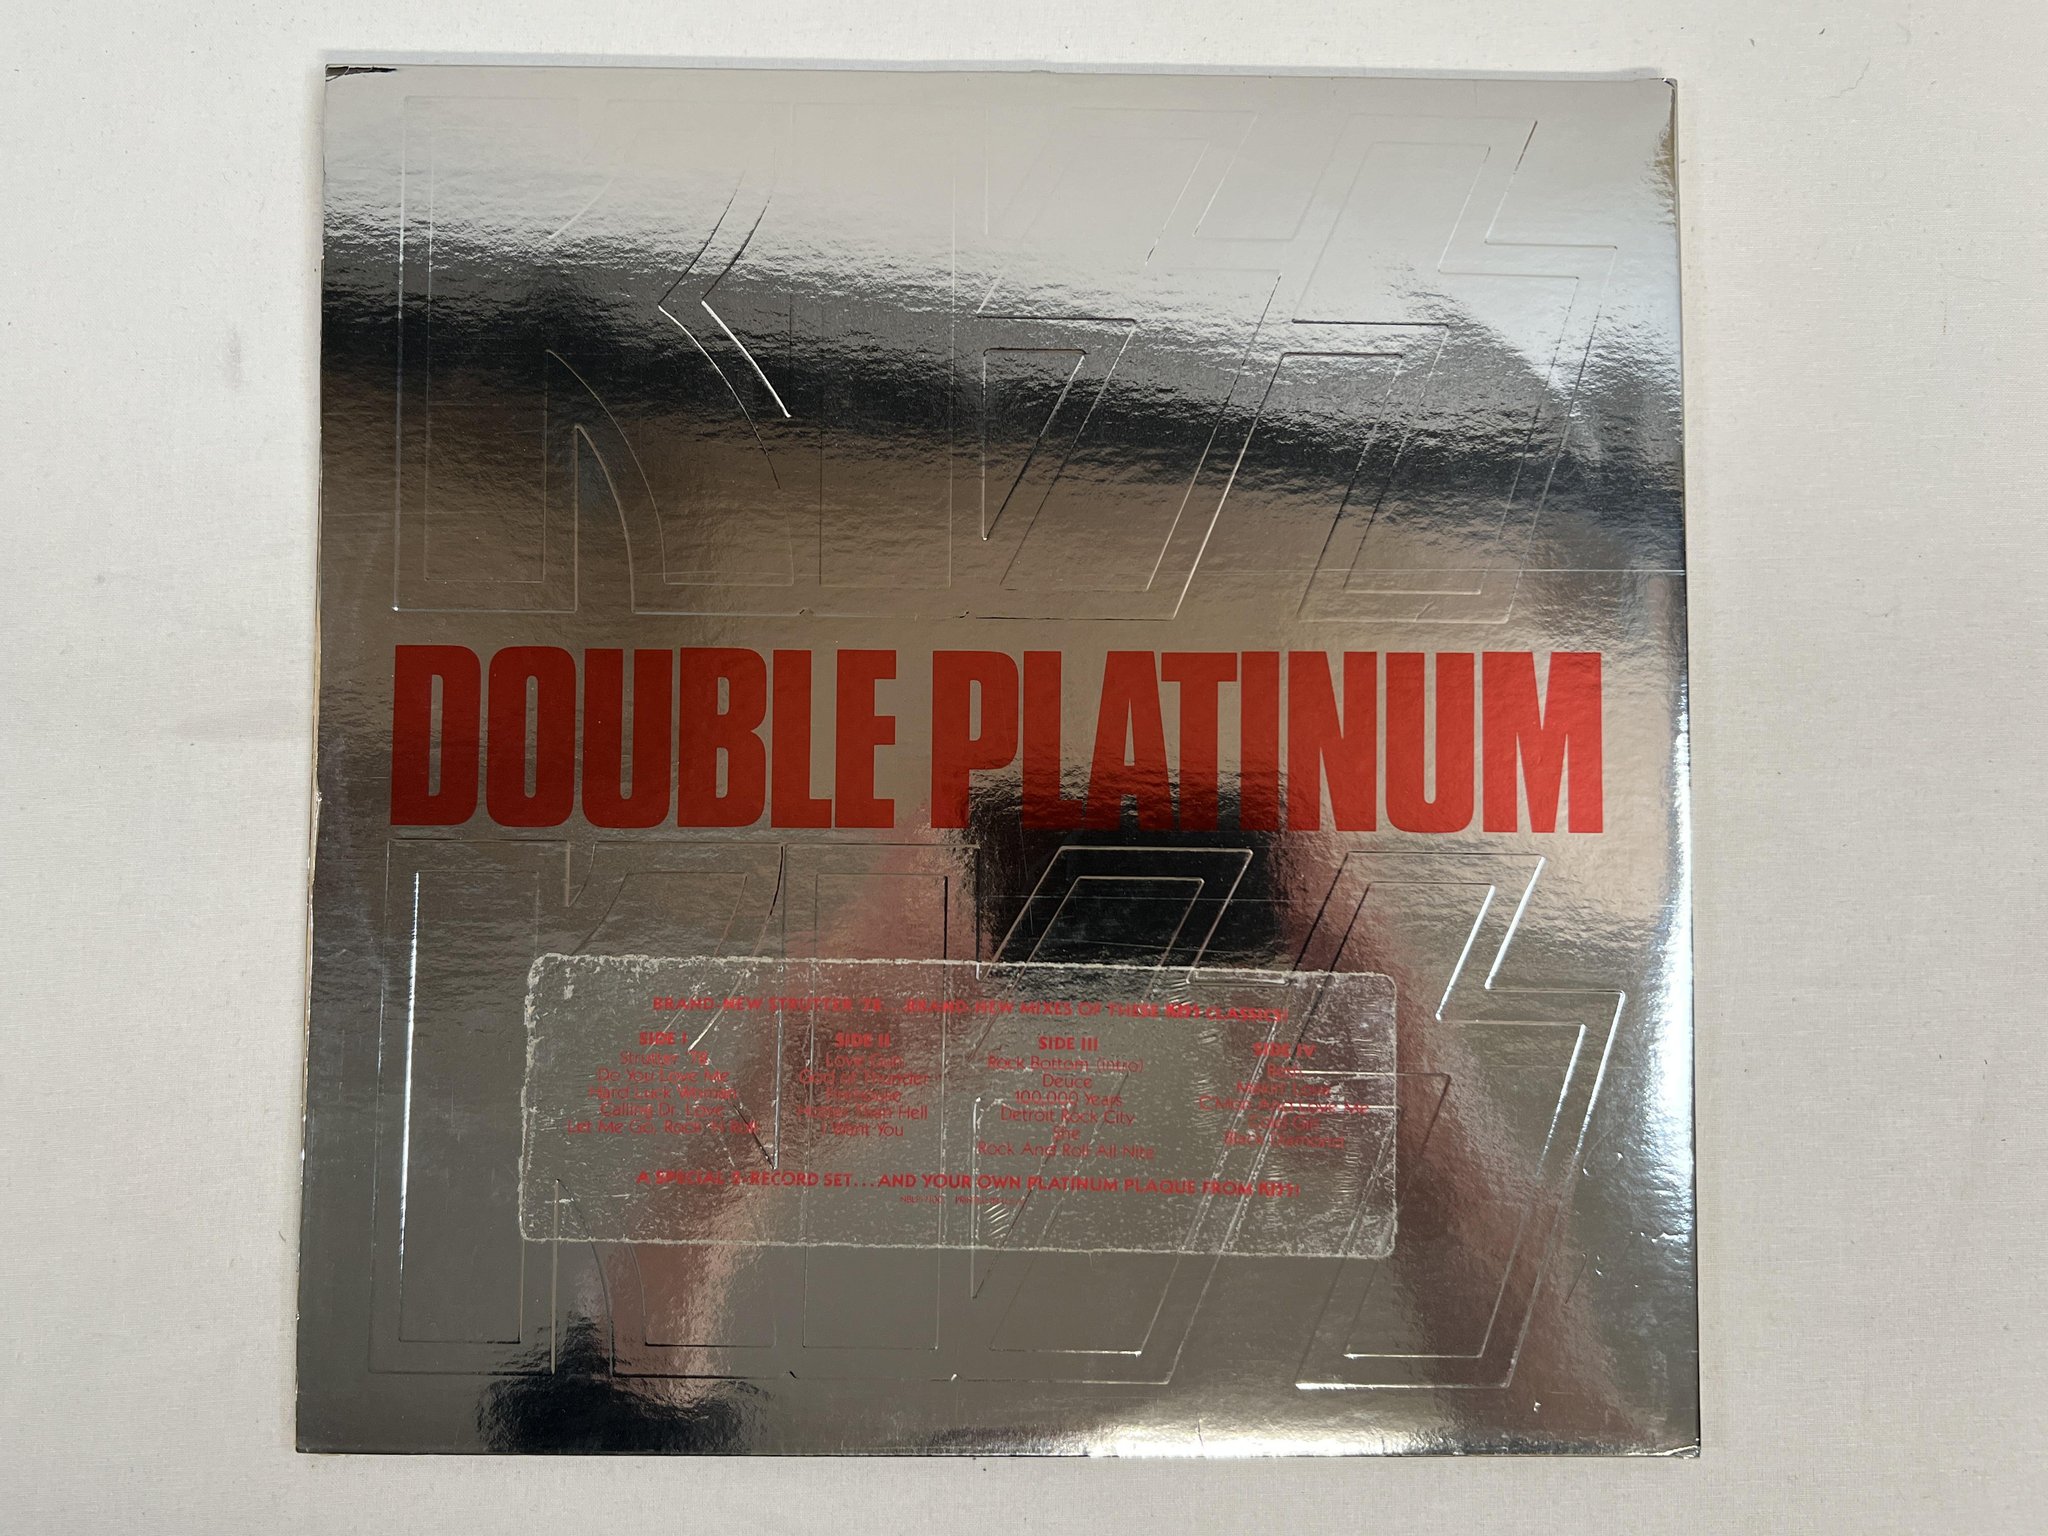 KISS
DOUBLE PLATINUM
KISS
BRAND-NEW STRUTTER '78 BRAND-NEW MIXES OF THESE KISS CLASSICS!
SIDE I
Strutter '78
Do You Love Me
Hard Luck Woman
Calling Dr. Love
Let Me Go, Rock 'N Roll
SIDE II
Love Gun
God of Thunder
Firehouse
Hotter Than Hell
I Want You
SIDE III
Rock Bottom (intro)
Deuce
100,000 Years
Detroit Rock City
She
Rock And Roll All Nite
SIDE IV
Beth
Makin' Love
C'Mon And Love Me
Cold Gin
Black Diamond
A SPECIAL 2-RECORD SET...AND YOUR OWN PLATINUM PLAQUE FROM KISS!